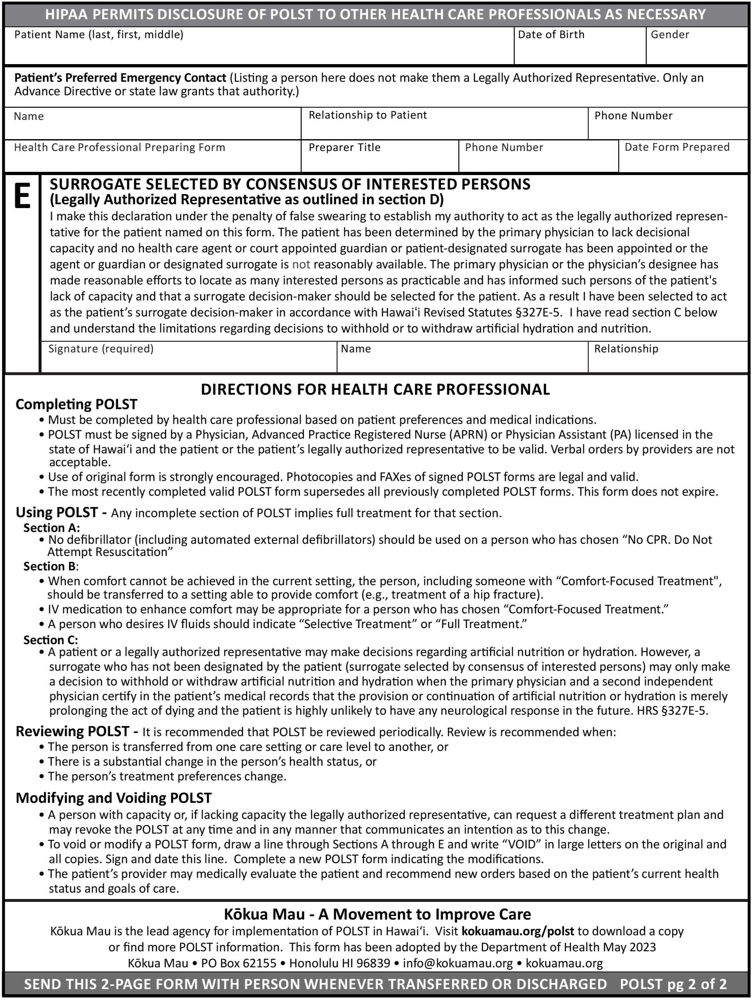 HIPAA PERMITS DISCLOSURE OF POLST TO OTHER HEALTH CARE PROFESSIONALS AS NECESSARY
Patient Name (last, first, middle)
Date of Birth
Gender
Patient’s Preferred Emergency Contact (Listing a person here does not make them a Legally Authorized Representative. Only an
Advance Directive or state law grants that authority.)
Name
Relationship to Patient
Phone Number
Health Care Professional Preparing Form
Preparer Title
Phone Number
Date Form Prepared
E
SURROGATE SELECTED BY CONSENSUS OF INTERESTED PERSONS
(Legally Authorized Representative as outlined in section D)
I make this declaration under the penalty of false swearing to establish my authority to act as the legally authorized represen-
tative for the patient named on this form. The patient has been determined by the primary physician to lack decisional
capacity and no health care agent or court appointed guardian or patient-designated surrogate has been appointed or the
agent or guardian or designated surrogate is not reasonably available. The primary physician or the physician’s designee has
made reasonable efforts to locate as many interested persons as practicable and has informed such persons of the patient's
lack of capacity and that a surrogate decision-maker should be selected for the patient. As a result I have been selected to act
as the patient’s surrogate decision-maker in accordance with Hawai‘i Revised Statutes §327E-5.  I have read section C below
and understand the limitations regarding decisions to withhold or to withdraw artificial hydration and nutrition.
Signature (required)
Name
Relationship
DIRECTIONS FOR HEALTH CARE PROFESSIONAL
Completing POLST
• Must be completed by health care professional based on patient preferences and medical indications.
• POLST must be signed by a Physician, Advanced Practice Registered Nurse (APRN) or Physician Assistant (PA) licensed in the
state of Hawai‘i and the patient or the patient’s legally authorized representative to be valid. Verbal orders by providers are not
acceptable.
• Use of original form is strongly encouraged. Photocopies and FAXes of signed POLST forms are legal and valid.
• The most recently completed valid POLST form supersedes all previously completed POLST forms. This form does not expire.
Using POLST - Any incomplete section of POLST implies full treatment for that section.
Section A:
• No defibrillator (including automated external defibrillators) should be used on a person who has chosen “No CPR. Do Not
Attempt Resuscitation”
Section B:
• When comfort cannot be achieved in the current setting, the person, including someone with “Comfort-Focused Treatment",
should be transferred to a setting able to provide comfort (e.g., treatment of a hip fracture).
• IV medication to enhance comfort may be appropriate for a person who has chosen “Comfort-Focused Treatment.”
• A person who desires IV fluids should indicate “Selective Treatment” or “Full Treatment.”
Section C:
• A patient or a legally authorized representative may make decisions regarding artificial nutrition or hydration. However, a
surrogate who has not been designated by the patient (surrogate selected by consensus of interested persons) may only make
a decision to withhold or withdraw artificial nutrition and hydration when the primary physician and a second independent
physician certify in the patient’s medical records that the provision or continuation of artificial nutrition or hydration is merely
prolonging the act of dying and the patient is highly unlikely to have any neurological response in the future. HRS §327E-5.
Reviewing POLST - It is recommended that POLST be reviewed periodically. Review is recommended when:
• The person is transferred from one care setting or care level to another, or
• There is a substantial change in the person’s health status, or
• The person’s treatment preferences change.
Modifying and Voiding POLST
• A person with capacity or, if lacking capacity the legally authorized representative, can request a different treatment plan and
may revoke the POLST at any time and in any manner that communicates an intention as to this change.
• To void or modify a POLST form, draw a line through Sections A through E and write “VOID” in large letters on the original and
all copies. Sign and date this line.  Complete a new POLST form indicating the modifications.
• The patient’s provider may medically evaluate the patient and recommend new orders based on the patient’s current health
status and goals of care.
Kōkua Mau - A Movement to Improve Care
Kōkua Mau is the lead agency for implementation of POLST in Hawai‘i.  Visit kokuamau.org/polst to download a copy
or find more POLST information.  This form has been adopted by the Department of Health May 2023
Kōkua Mau • PO Box 62155 • Honolulu HI 96839 • info@kokuamau.org • kokuamau.org
SEND THIS 2-PAGE FORM WITH PERSON WHENEVER TRANSFERRED OR DISCHARGED POLST pg 2 of 2